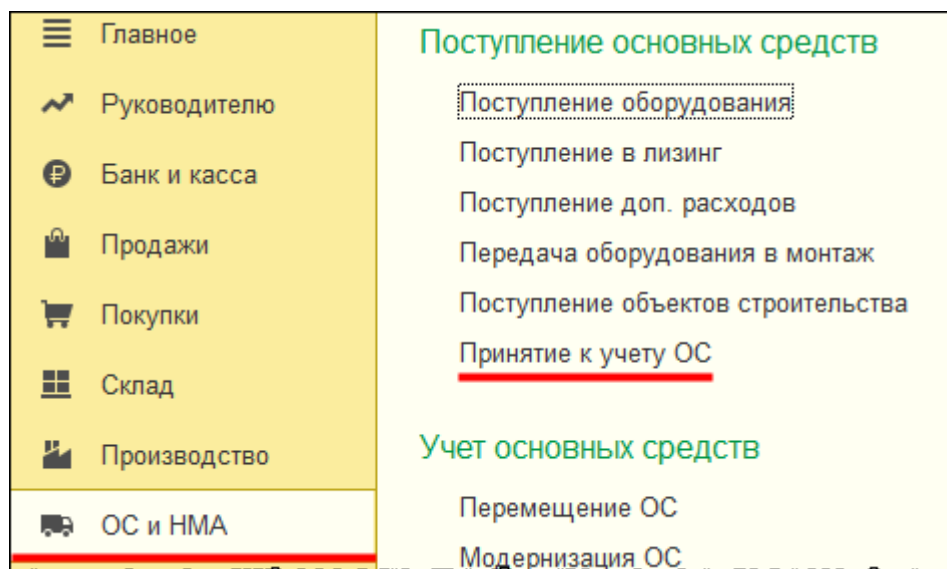 Главное
Руководителю
Банк и касса
Продажи
Покупки
Склад
Производство
ОС и НМА
Поступление основных средств
Поступление оборудования
Поступление в лизинг
Поступление доп. расходов
Передача оборудования в монтаж
Поступление объектов строительства
Принятие к учету ОС
Учет основных средств
Перемещение ОС
Модернизация ОС